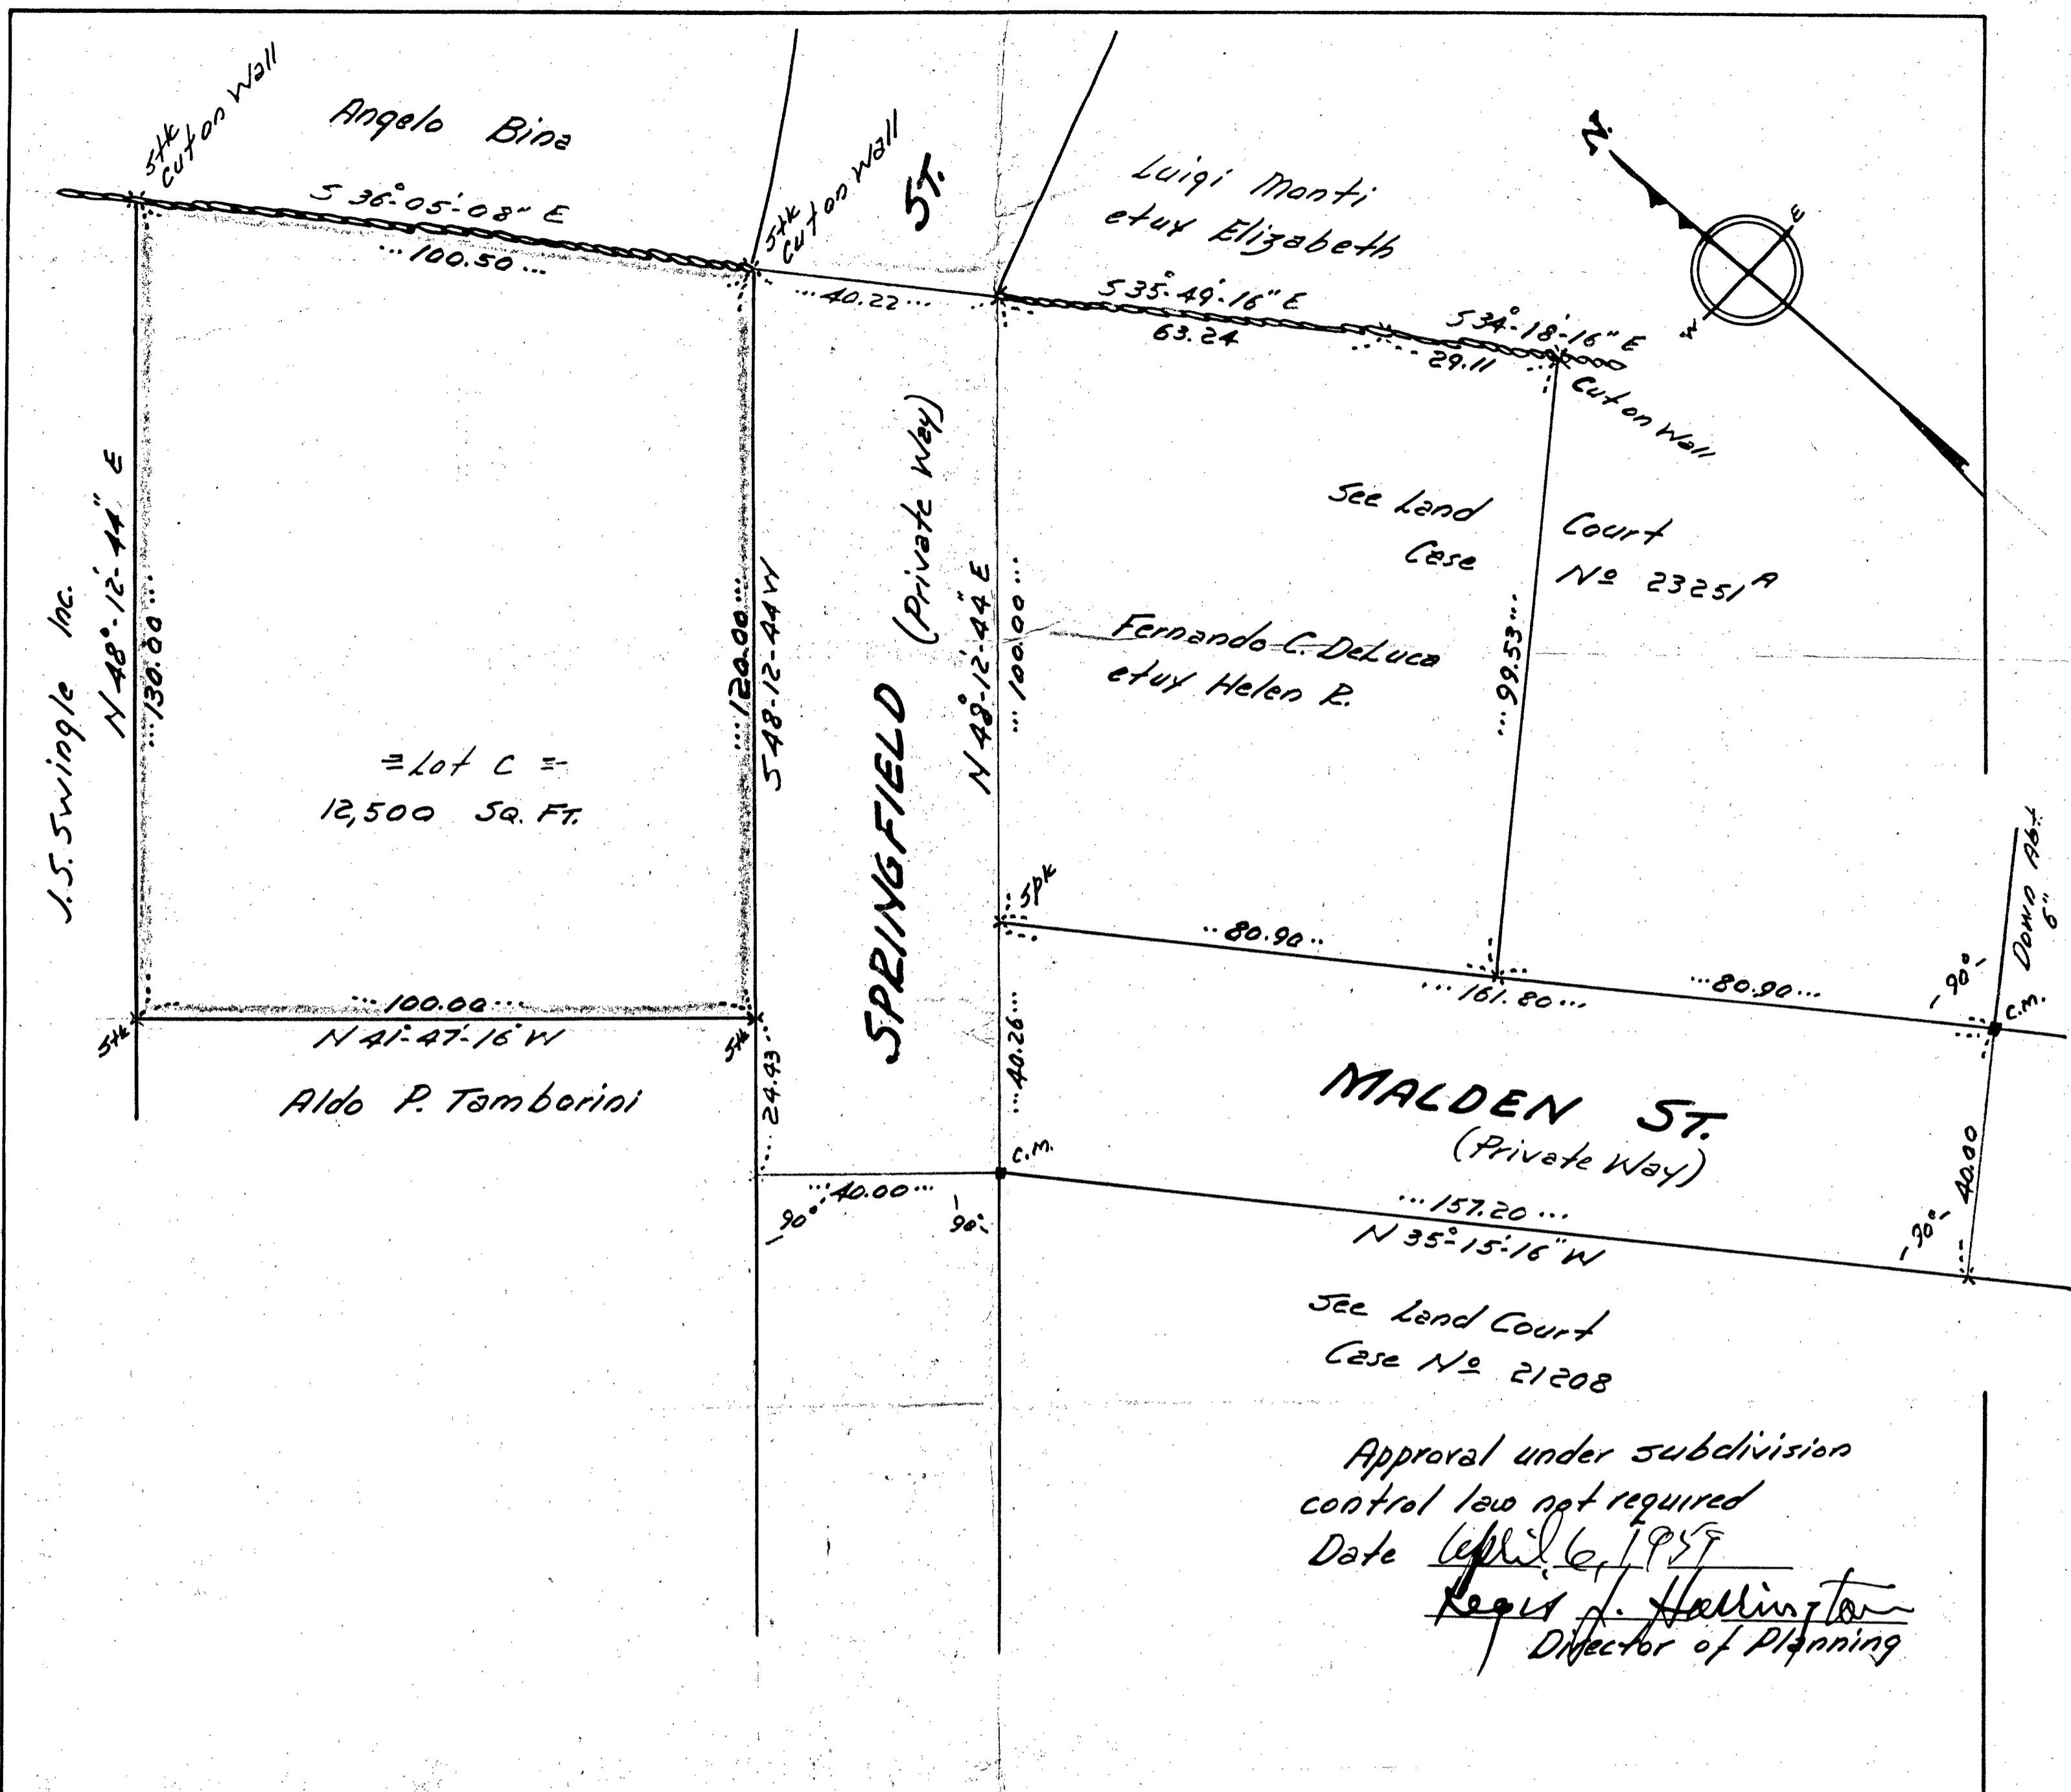 Stk
Cut on Wall
Angelo Bina
S 36°-05'-08" E
...100.50...
Stk
Cut on Wall
ST.
...40.22...
Luigi Monti
etux Elizabeth
S 35°-49'-16" E
63.24
S 34°-18'-16" E
29.11
Cut on Wall
N.
E
W
J.S. Swingle Inc.
N 48°-12'-44" E
...130.00...
=Lot C=
12,500 SQ. FT.
...120.00...
S 48-12-44 W
SPRINGFIELD
(Private Way)
N 48°-12'-44" E
...100.00...
See Land Court
Case No 23251 A
Fernando C. DeLuca
etux Helen R.
...99.53...
Spk
..80.90..
...161.80...
...80.90...
-90°-
C.M.
Down Abt
6"
Stk
...100.00...
N 41°-47'-16" W
Stk
Aldo P. Tamborini
...24.43...
...40.26...
C.M.
...40.00...
-90°
-90°-
MALDEN ST.
(Private Way)
40.00
...157.20...
N 35°-15'-16" W
-90°-
See Land Court
Case No 21208
Approval under subdivision
control law not required
Date April 6, 1959
J. Harrington
Director of Planning